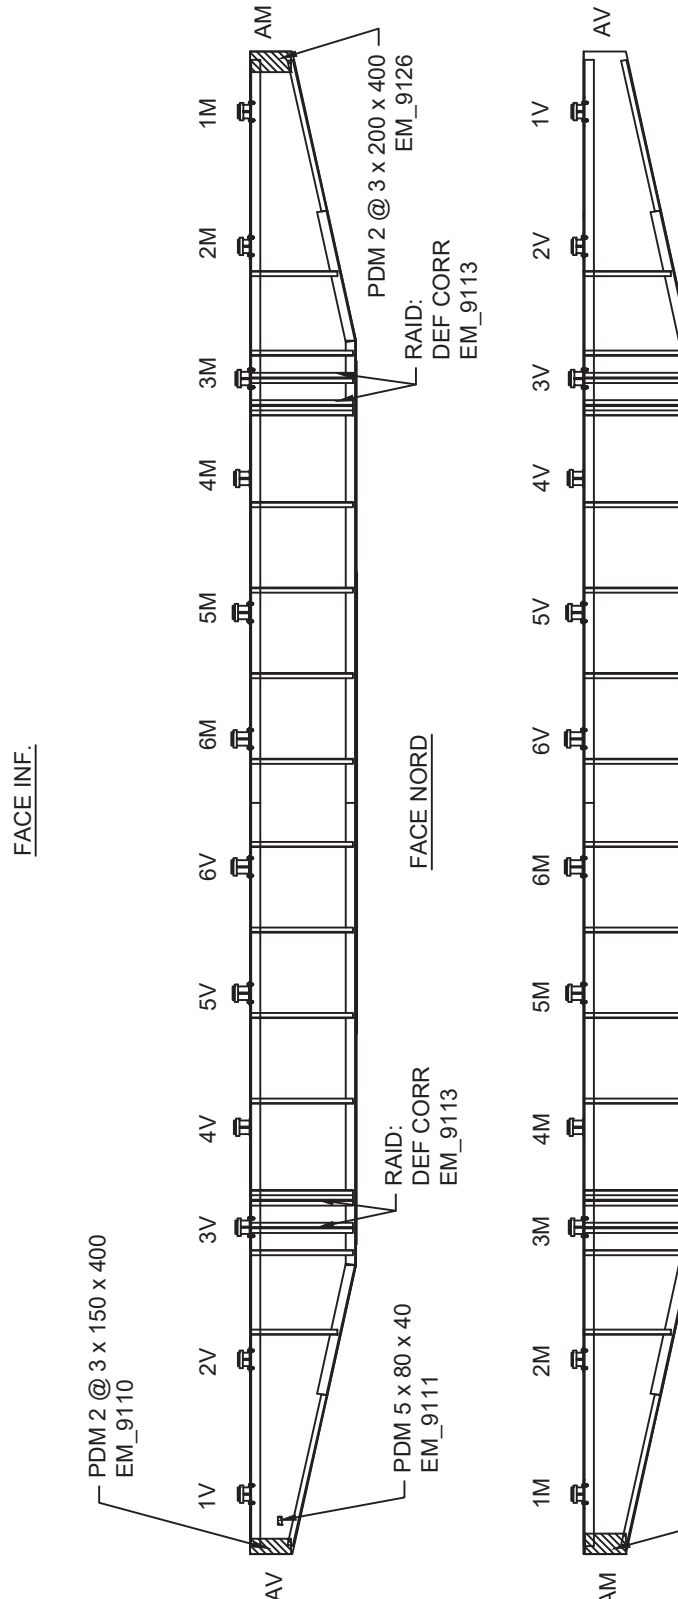 FACE INF.
PDM 2 @ 3 x 150 x 400
EM_9110
AV
1V
2V
3V
4V
5V
6V
6M
5M
4M
3M
2M
1M
AM
PDM 5 x 80 x 40
EM_9111
RAID:
DEF CORR
EM_9113
FACE NORD
RAID:
DEF CORR
EM_9113
PDM 2 @ 3 x 200 x 400
EM_9126
AM
1M
2M
3M
4M
5M
6M
6V
5V
4V
3V
2V
1V
AV